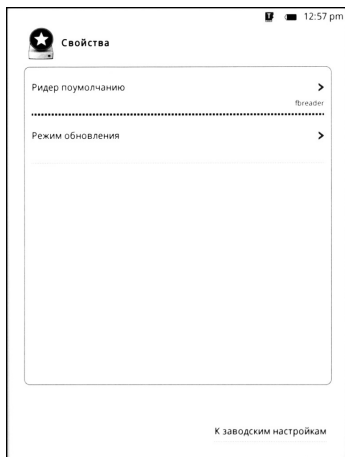 12:57 pm
Свойства
Ридер поумолчанию
fbreader
Режим обновления
К заводским настройкам